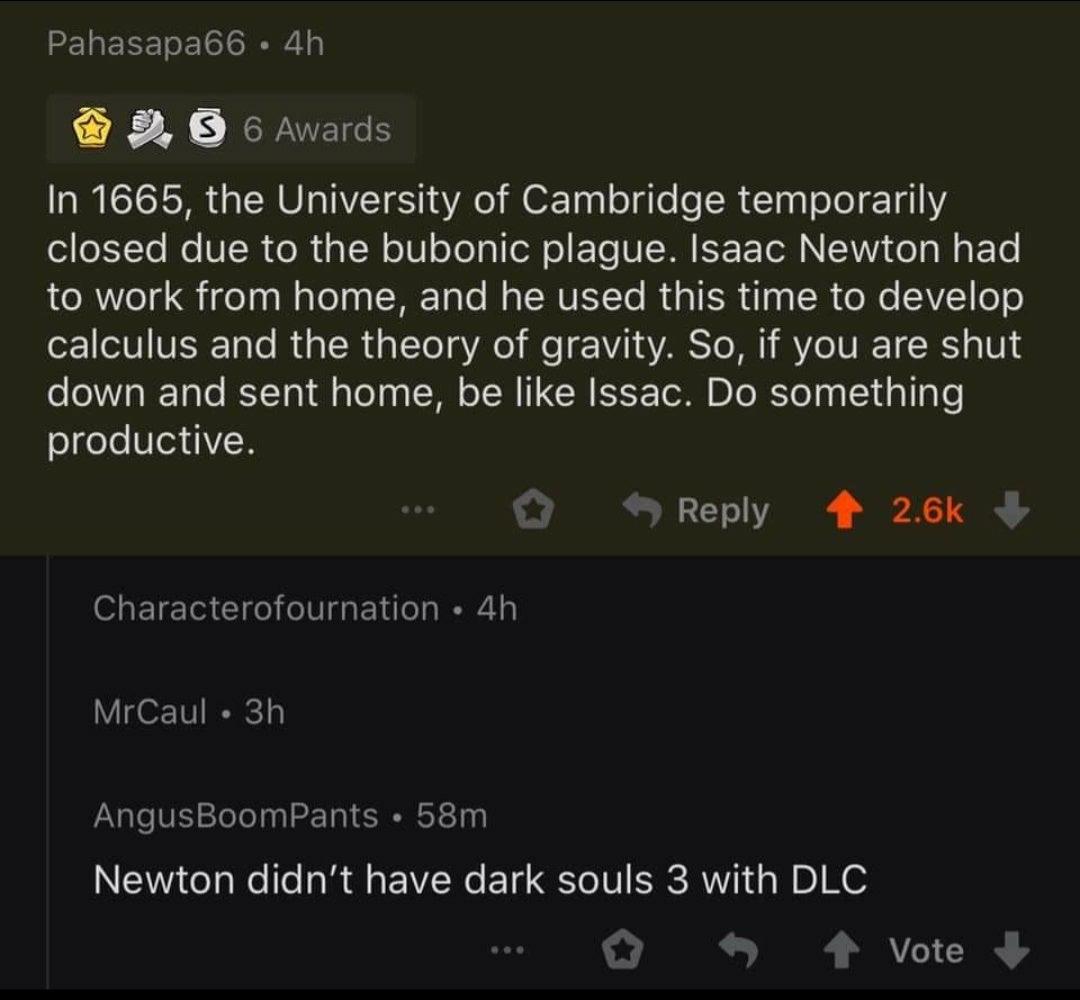 Pahasapa66 • 4h
S 6 Awards
In 1665, the University of Cambridge temporarily
closed due to the bubonic plague. Isaac Newton had
to work from home, and he used this time to develop
calculus and the theory of gravity. So, if you are shut
down and sent home, be like Issac. Do something
productive.
... Reply 2.6k
Characterofournation • 4h
MrCaul • 3h
AngusBoomPants • 58m
Newton didn't have dark souls 3 with DLC
... Vote